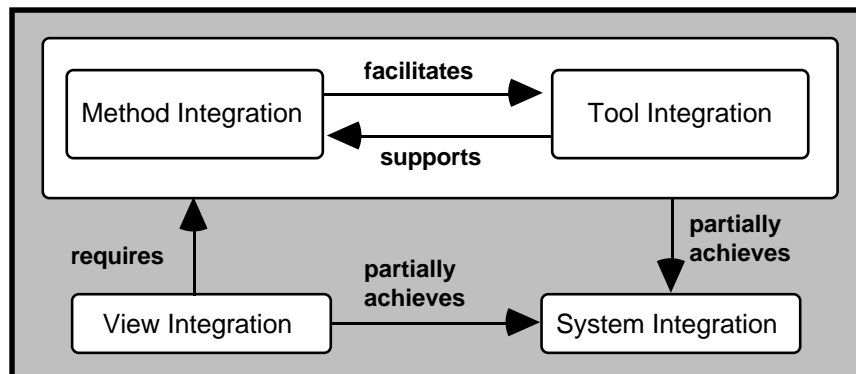 facilitates
Method Integration
Tool Integration
supports
requires
partially
achieves
partially
achieves
View Integration
System Integration